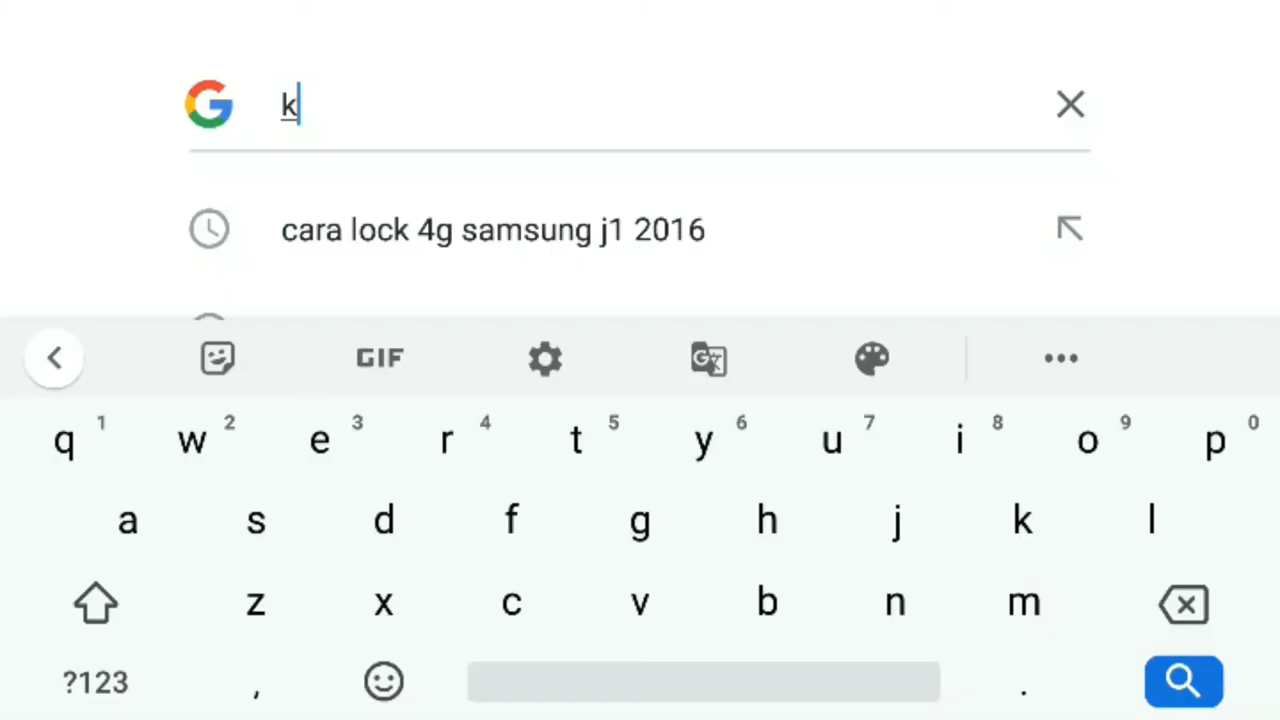 k
cara lock 4g samsung j1 2016
GIF
q 1 w 2 e 3 r 4 t 5 y 6 u 7 i 8 o 9 p 0
a s d f g h j k l
z x c v b n m
?123 , .